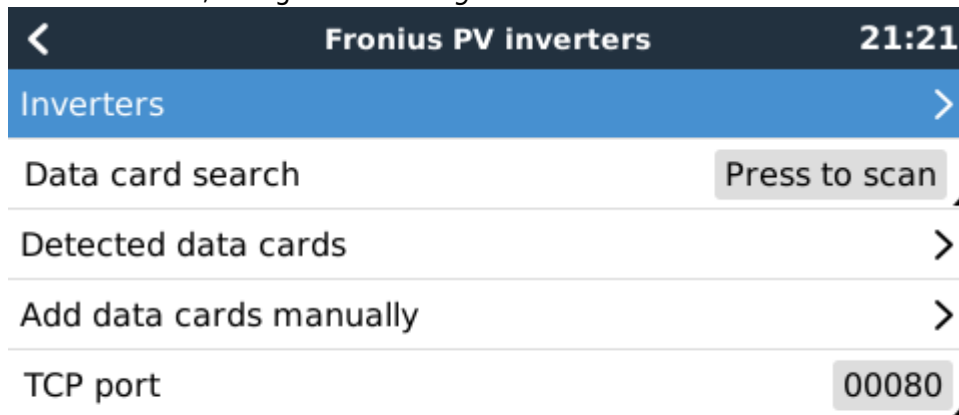 Fronius PV inverters 21:21
Inverters
Data card search Press to scan
Detected data cards
Add data cards manually
TCP port 00080